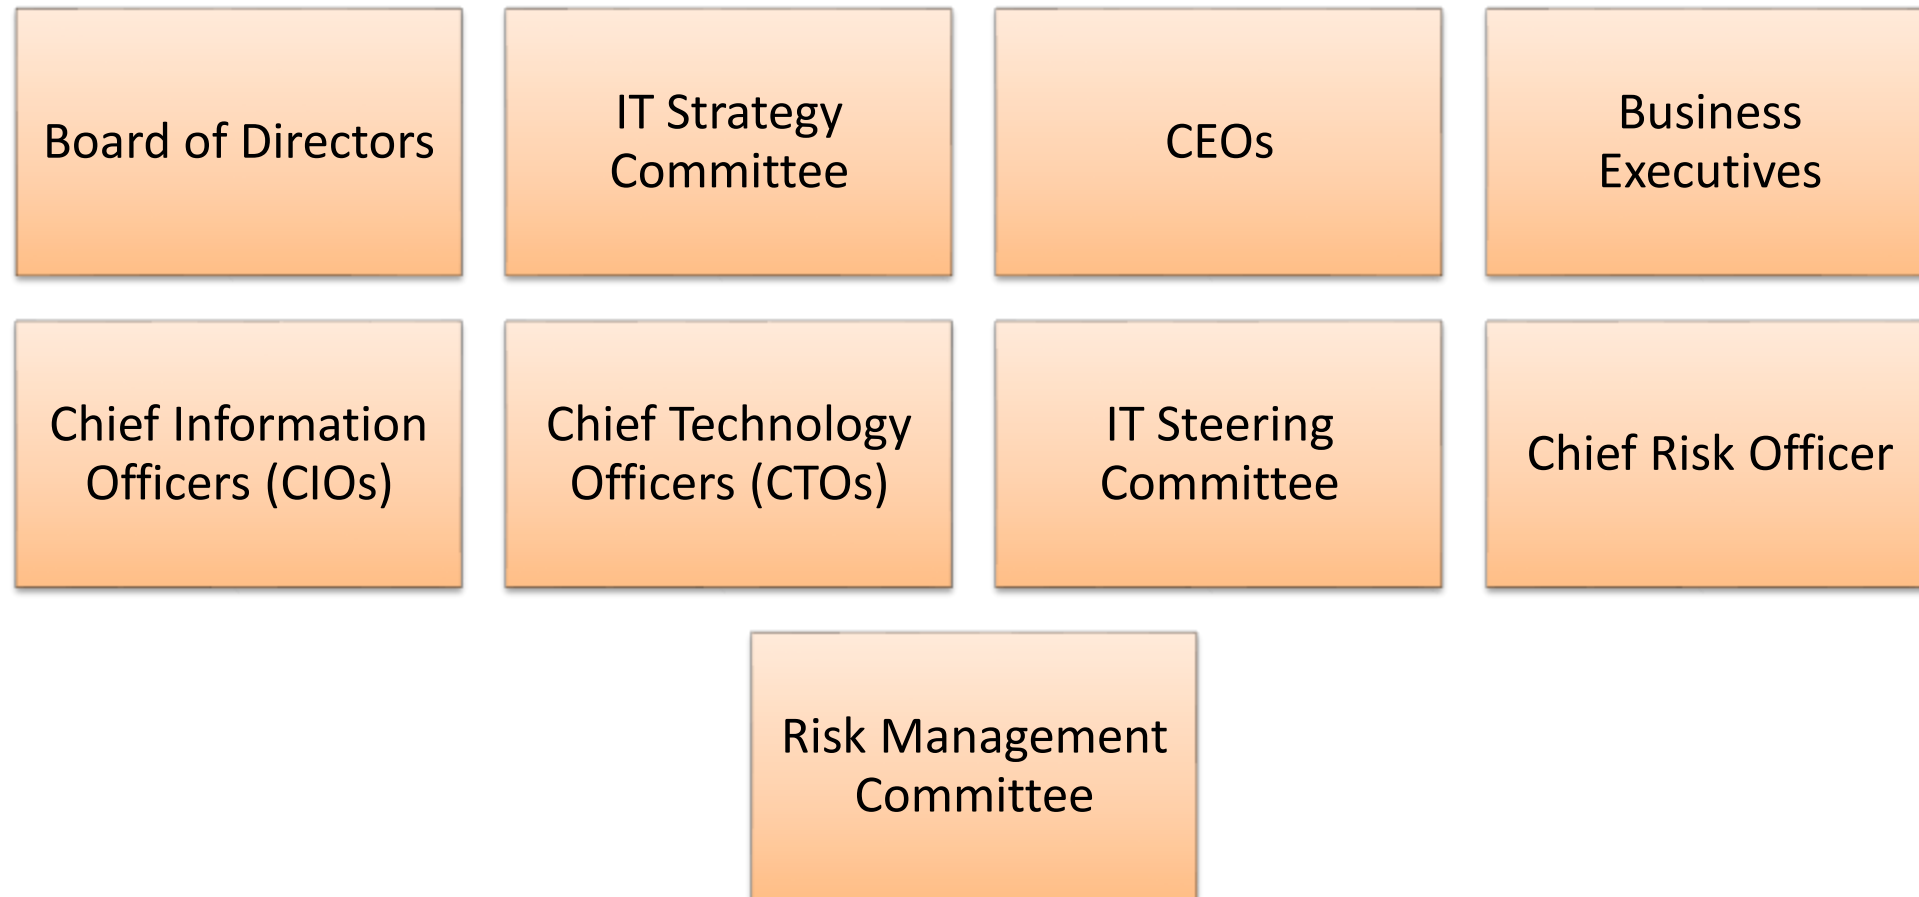 Board of Directors
IT Strategy
Committee
CEOs
Business
Executives
Chief Information
Officers (CIOs)
Chief Technology
Officers (CTOs)
IT Steering
Committee
Chief Risk Officer
Risk Management
Committee